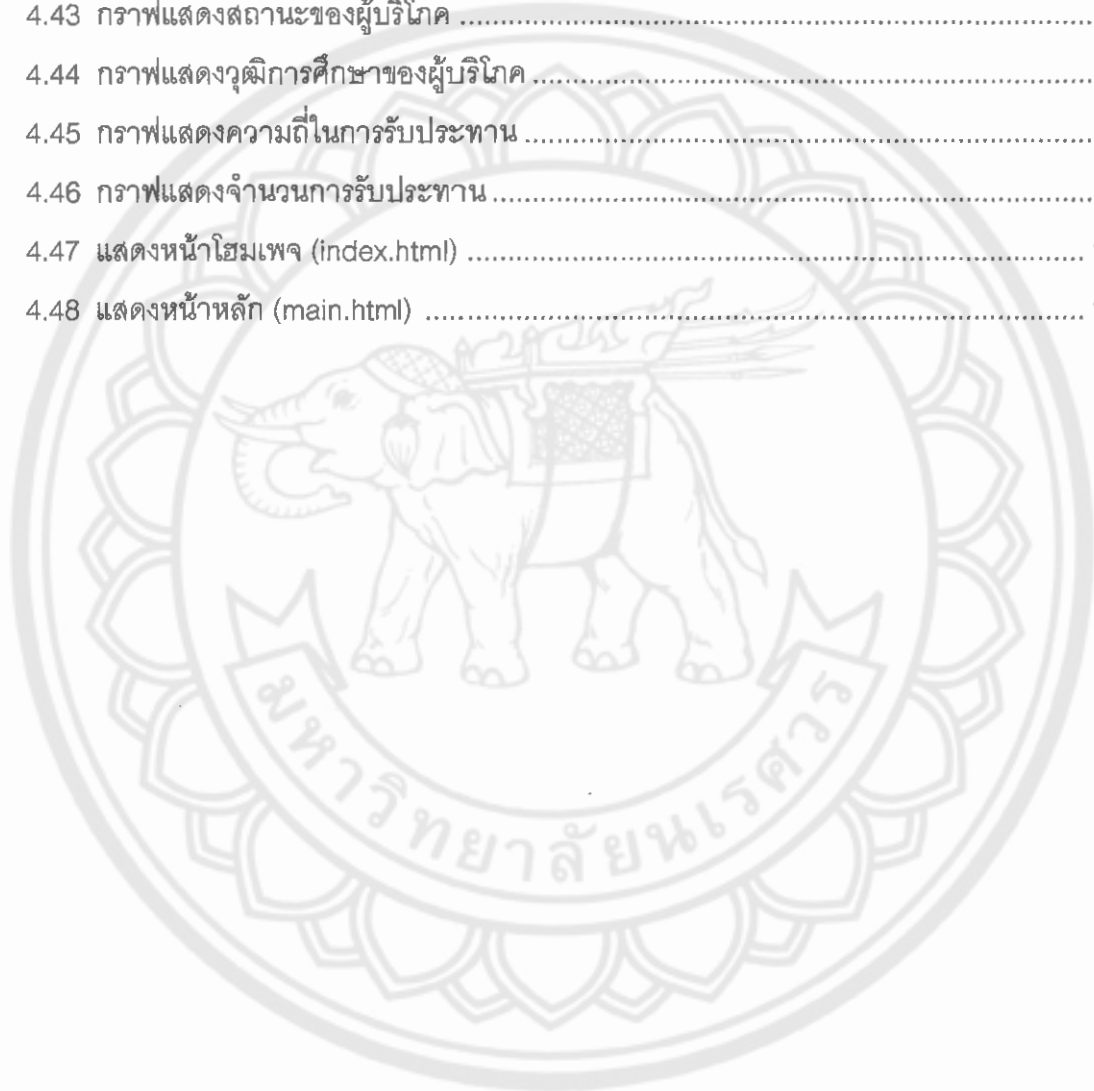 4.43 กราฟแสดงสถานะของผู้บริโภค ........................................................................
4.44 กราฟแสดงวุฒิการศึกษาของผู้บริโภค ................................................................
4.45 กราฟแสดงความถี่ในการรับประทาน ................................................................
4.46 กราฟแสดงจำนวนการรับประทาน ....................................................................
4.47 แสดงหน้าโฮมเพจ (index.html) ......................................................................
4.48 แสดงหน้าหลัก (main.html) ...........................................................................
มหาวิทยาลัยนเรศวร